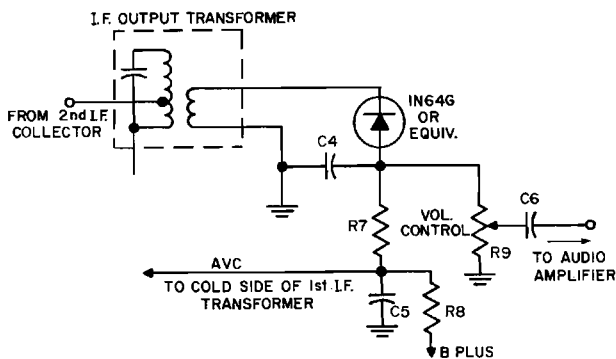 I.F. OUTPUT TRANSFORMER
FROM 2nd I.F.
COLLECTOR
IN64G
OR
EQUIV.
C4
R7
VOL.
CONTROL
R9
C6
TO AUDIO
AMPLIFIER
AVC
TO COLD SIDE OF 1st I.F.
TRANSFORMER
C5
R8
B PLUS